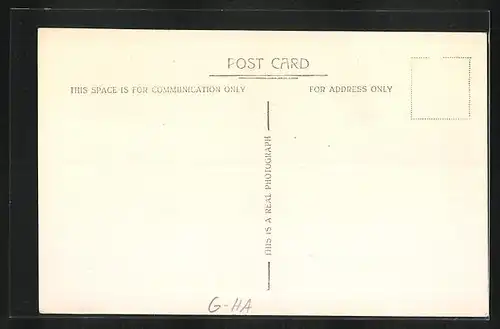 POST CARD
THIS SPACE IS FOR COMMUNICATION ONLY
FOR ADDRESS ONLY
THIS IS A REAL PHOTOGRAPH
G-HA